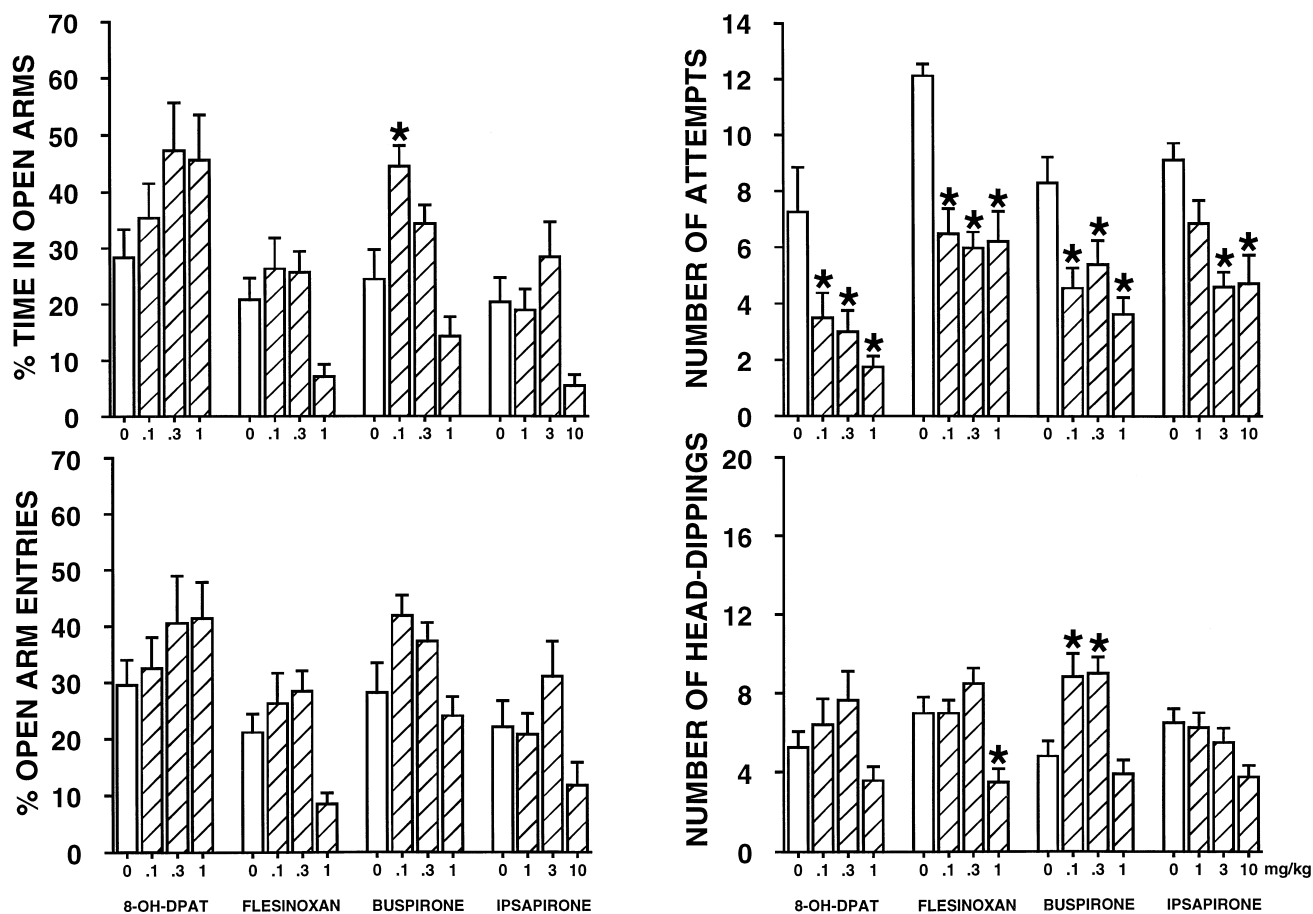 % TIME IN OPEN ARMS
70
60
50
40
30
20
10
0
*
0 .1 .3 1 0 .1 .3 1 0 .1 .3 1 0 1 3 10
NUMBER OF ATTEMPTS
14
12
10
8
6
4
2
0
* * * * * * * * * * *
0 .1 .3 1 0 .1 .3 1 0 .1 .3 1 0 1 3 10
% OPEN ARM ENTRIES
70
60
50
40
30
20
10
0
0 .1 .3 1 0 .1 .3 1 0 .1 .3 1 0 1 3 10
8-OH-DPAT FLESINOXAN BUSPIRONE IPSAPIRONE
NUMBER OF HEAD-DIPPINGS
20
16
12
8
4
0
* * *
0 .1 .3 1 0 .1 .3 1 0 .1 .3 1 0 1 3 10 mg/kg
8-OH-DPAT FLESINOXAN BUSPIRONE IPSAPIRONE